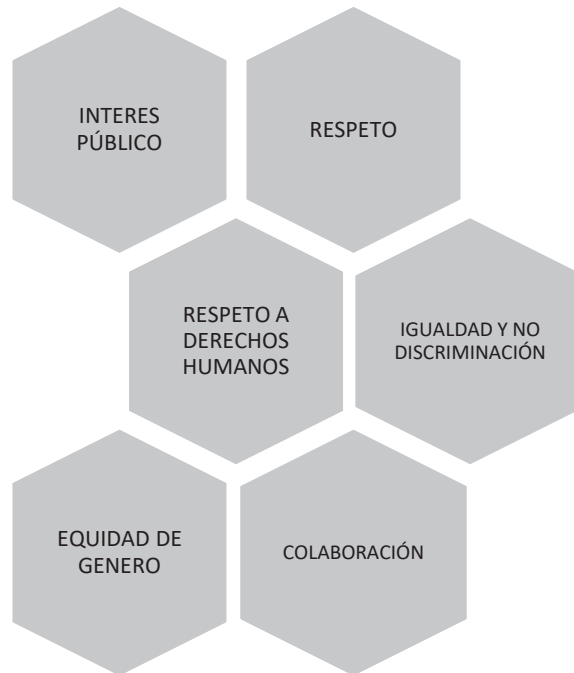 INTERES
PÚBLICO
RESPETO
RESPETO A
DERECHOS
HUMANOS
IGUALDAD Y NO
DISCRIMINACIÓN
EQUIDAD DE
GENERO
COLABORACIÓN